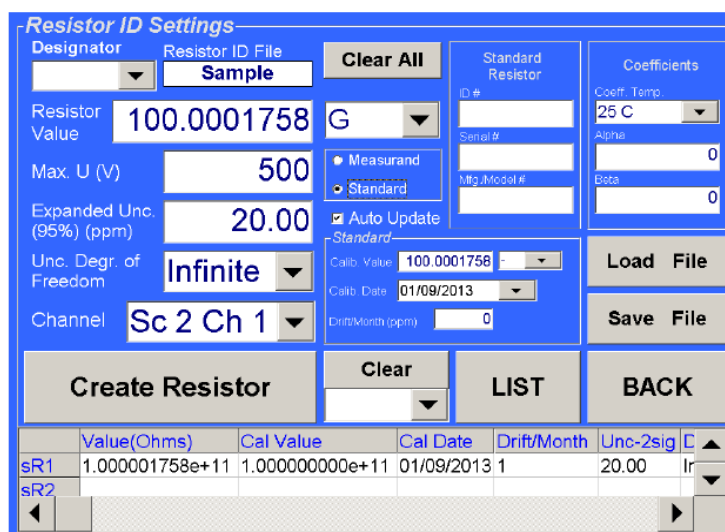 Resistor ID Settings
Designator
Resistor ID File
Sample
Clear All
Resistor Value
100.0001758
G
Max. U (V)
500
Measurand
Standard
Expanded Unc. (95%) (ppm)
20.00
Auto Update
Unc. Degr. of Freedom
Infinite
Channel
Sc 2 Ch 1
Standard
Calib. Value
100.0001758
-
Calib. Date
01/09/2013
Drift/Month (ppm)
0
Standard Resistor
ID #
Serial #
Mfg./Model #
Coefficients
Coeff. Temp.
25 C
Alpha
0
Beta
0
Load File
Save File
Create Resistor
Clear
LIST
BACK
Value(Ohms) Cal Value Cal Date Drift/Month Unc-2sig D
sR1 1.000001758e+11 1.000000000e+11 01/09/2013 1 20.00 Ir
sR2